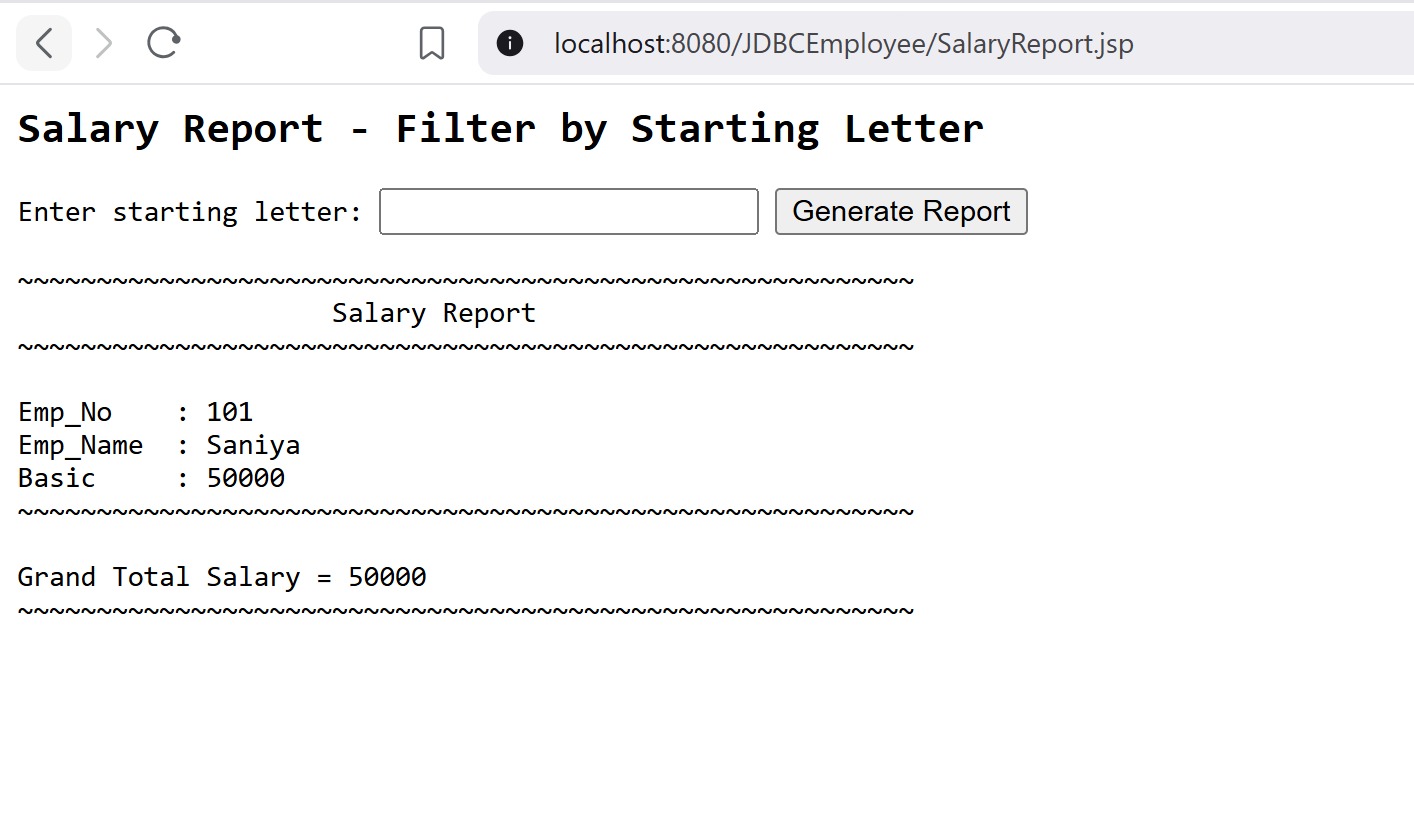 localhost:8080/JDBCEmployee/SalaryReport.jsp
Salary Report - Filter by Starting Letter
Enter starting letter: Generate Report
~~~~~~~~~~~~~~~~~~~~~~~~~~~~~~~~~~~~~~~~~~~~~~~~~~~~~~~~~
Salary Report
~~~~~~~~~~~~~~~~~~~~~~~~~~~~~~~~~~~~~~~~~~~~~~~~~~~~~~~~~
Emp_No    : 101
Emp_Name  : Saniya
Basic     : 50000
~~~~~~~~~~~~~~~~~~~~~~~~~~~~~~~~~~~~~~~~~~~~~~~~~~~~~~~~~
Grand Total Salary = 50000
~~~~~~~~~~~~~~~~~~~~~~~~~~~~~~~~~~~~~~~~~~~~~~~~~~~~~~~~~